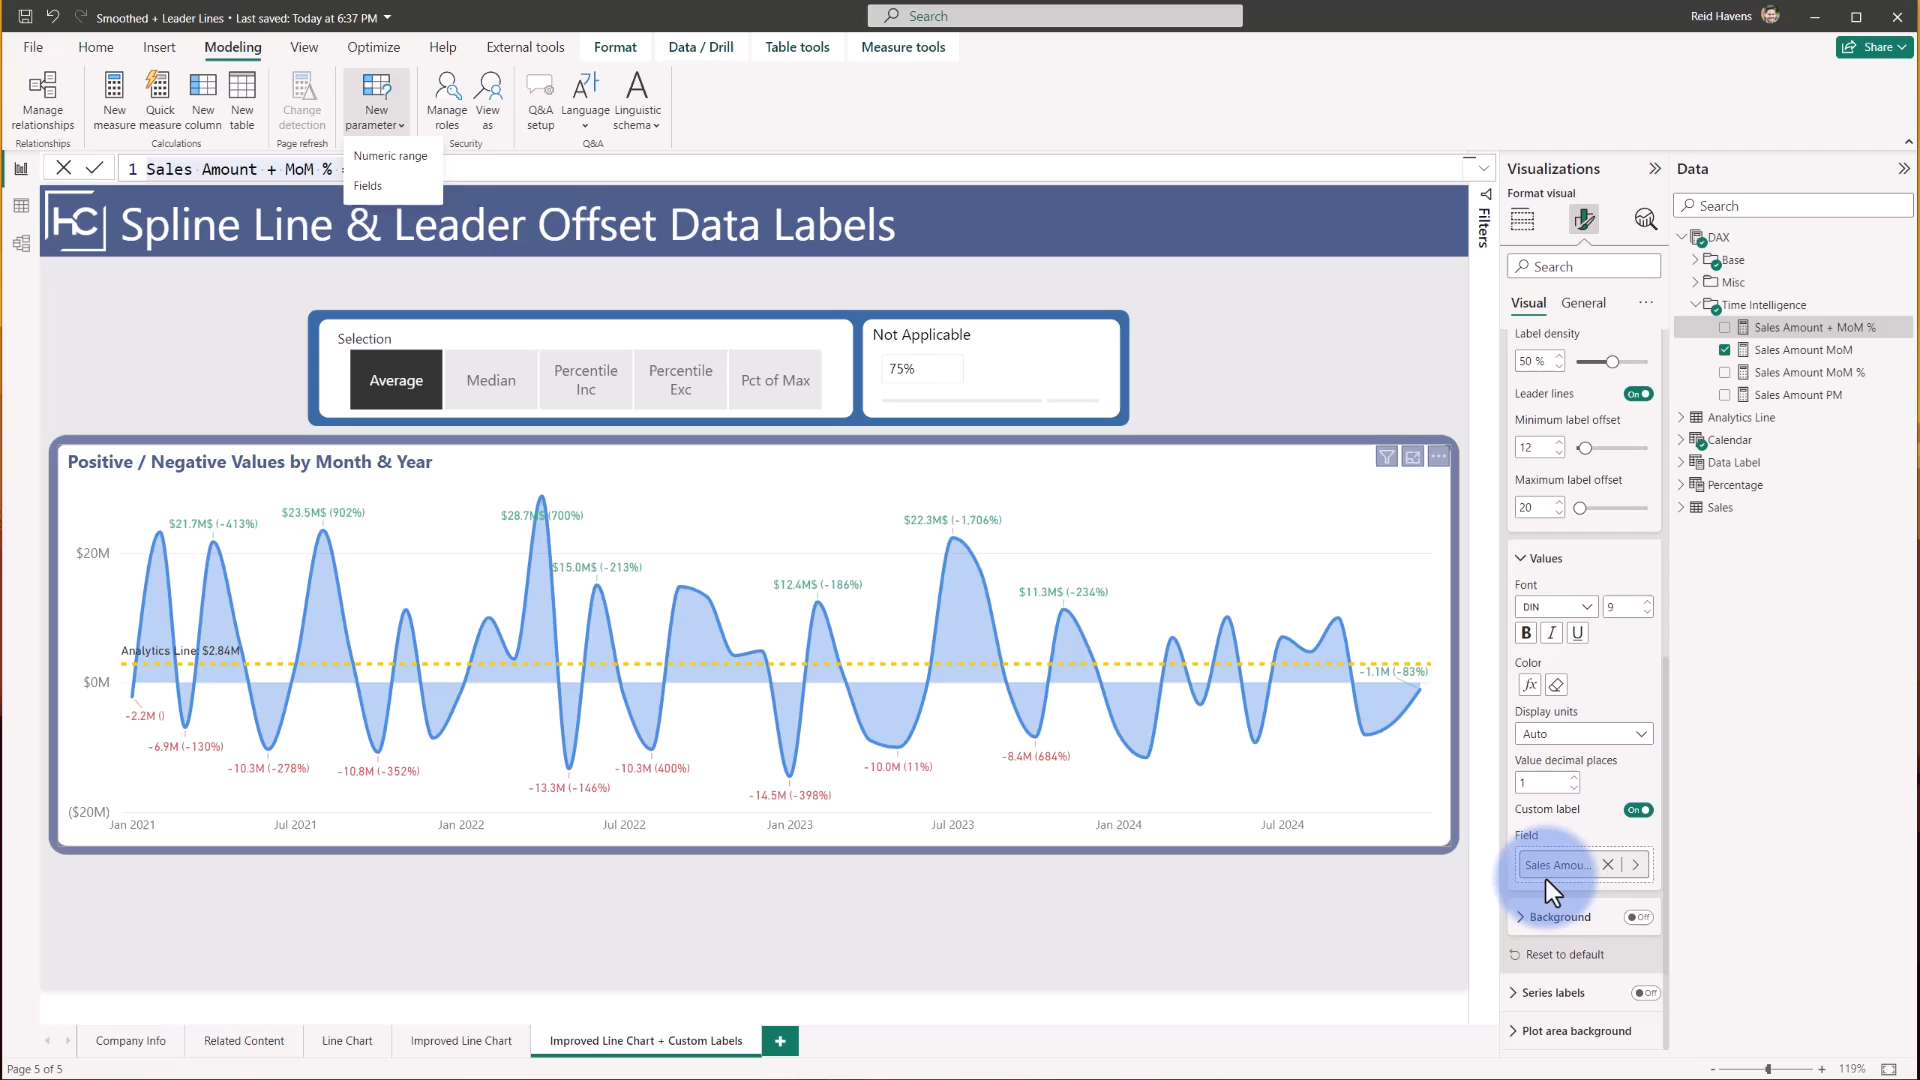 Smoothed + Leader Lines • Last saved: Today at 6:37 PM
Search
Reid Havens
File
Home
Insert
Modeling
View
Optimize
Help
External tools
Format
Data / Drill
Table tools
Measure tools
Share
Manage relationships
New measure
Quick measure
New column
New table
Change detection
New parameter
Manage roles
View as
Q&A setup
Language
Linguistic schema
Relationships
Calculations
Page refresh
Security
Q&A
Numeric range
Fields
1 Sales Amount + MoM % =
HC
Spline Line & Leader Offset Data Labels
Filters
Selection
Average
Median
Percentile Inc
Percentile Exc
Pct of Max
Not Applicable
75%
Positive / Negative Values by Month & Year
$21.7M$ (-413%)
$23.5M$ (902%)
$28.7M$ (700%)
$15.0M$ (-213%)
$12.4M$ (-186%)
$22.3M$ (-1,706%)
$11.3M$ (-234%)
-1.1M (-83%)
$20M
Analytics Line: $2.84M
$0M
-2.2M ()
-6.9M (-130%)
-10.3M (-278%)
-10.8M (-352%)
-13.3M (-146%)
-10.3M (400%)
-14.5M (-398%)
-10.0M (11%)
-8.4M (684%)
($20M)
Jan 2021
Jul 2021
Jan 2022
Jul 2022
Jan 2023
Jul 2023
Jan 2024
Jul 2024
Visualizations
Format visual
Search
Visual
General
Label density
50 %
Leader lines
On
Minimum label offset
12
Maximum label offset
20
Values
Font
DIN
9
B I U
Color
fx
Display units
Auto
Value decimal places
1
Custom label
On
Field
Sales Amou...
Background
Off
Reset to default
Series labels
Off
Plot area background
Data
Search
DAX
Base
Misc
Time Intelligence
Sales Amount + MoM %
Sales Amount MoM
Sales Amount MoM %
Sales Amount PM
Analytics Line
Calendar
Data Label
Percentage
Sales
Company Info
Related Content
Line Chart
Improved Line Chart
Improved Line Chart + Custom Labels
Page 5 of 5
119%